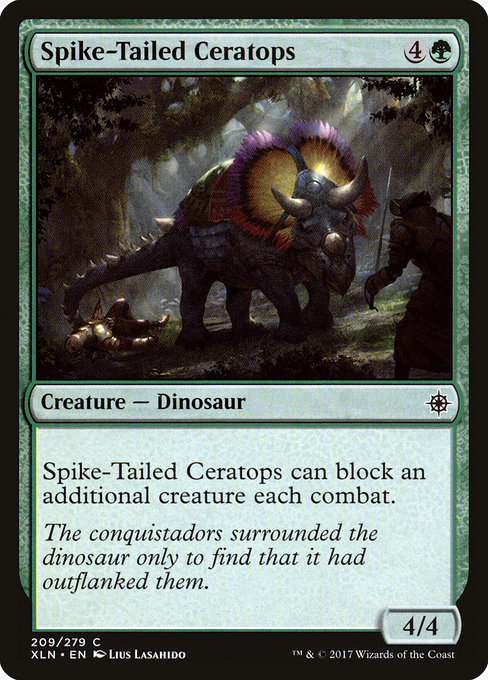 Spike-Tailed Ceratops 4
Creature — Dinosaur
Spike-Tailed Ceratops can block an
additional creature each combat.
The conquistadors surrounded the
dinosaur only to find that it had
outflanked them.
4/4
209/279 C
XLN • EN Lius Lasahido
™ & © 2017 Wizards of the Coast